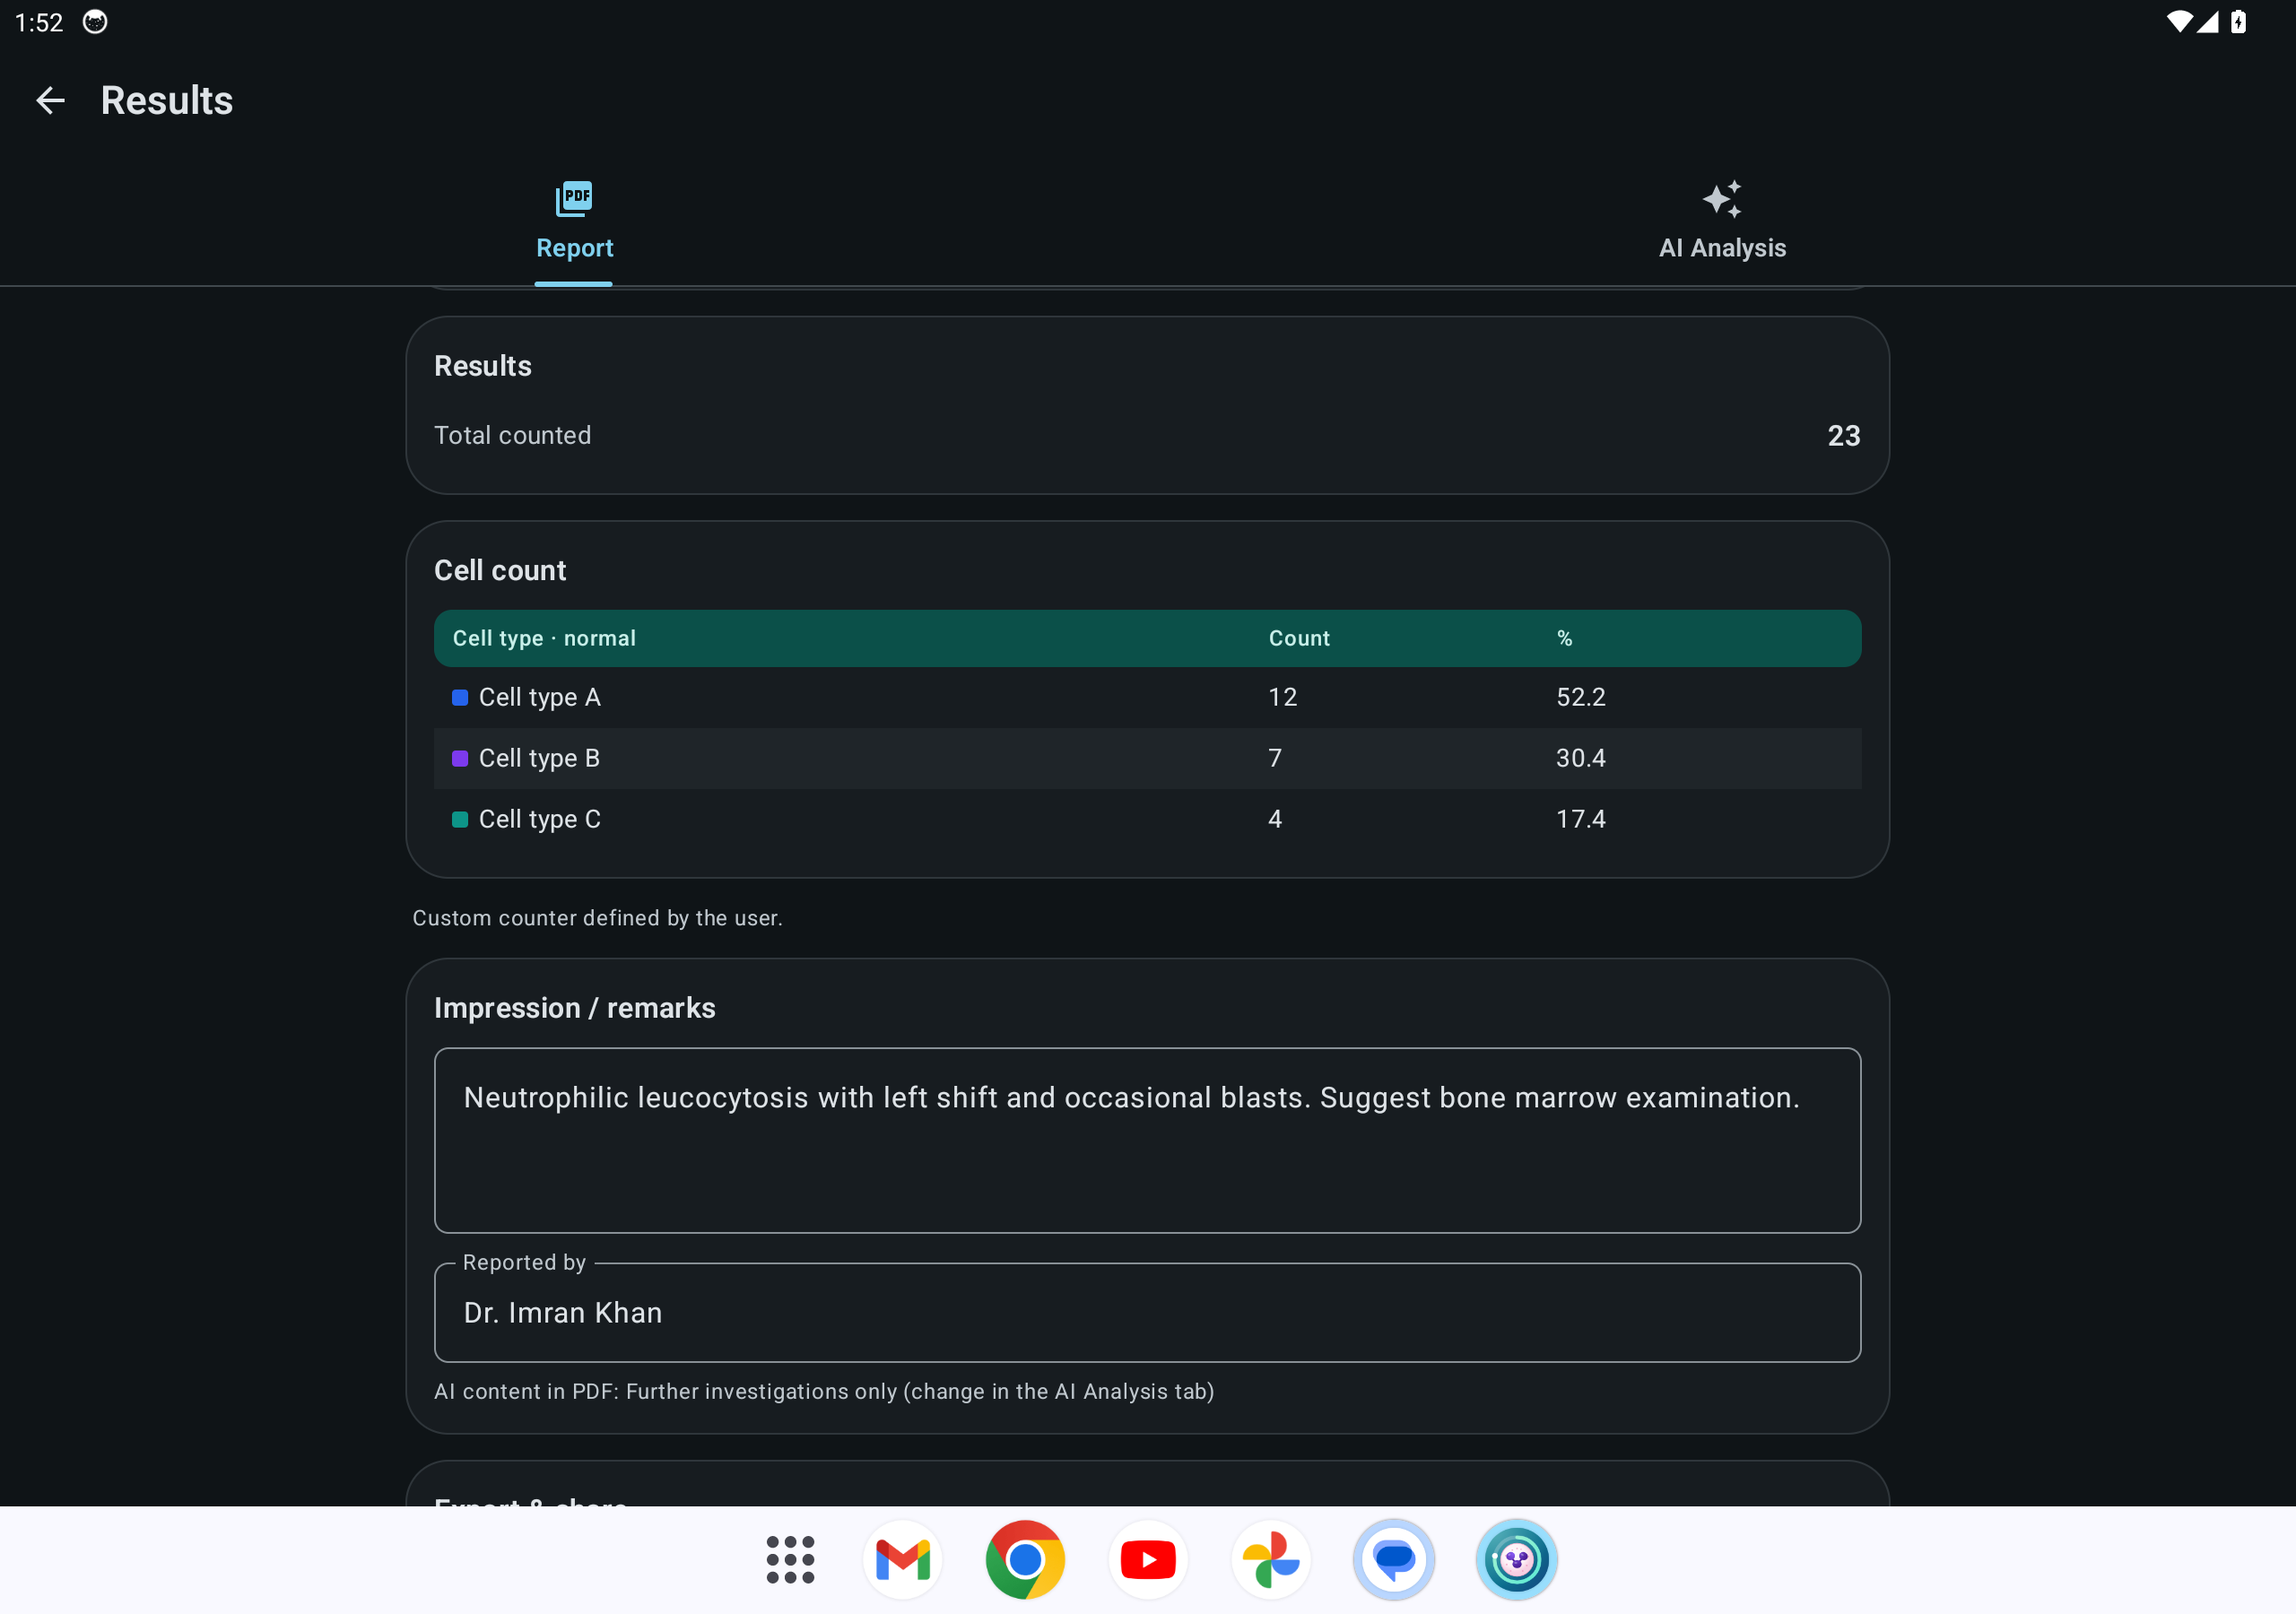 1:52
Results
PDF
Report
AI Analysis
Results
Total counted 23
Cell count
Cell type · normal Count %
Cell type A 12 52.2
Cell type B 7 30.4
Cell type C 4 17.4
Custom counter defined by the user.
Impression / remarks
Neutrophilic leucocytosis with left shift and occasional blasts. Suggest bone marrow examination.
Reported by
Dr. Imran Khan
AI content in PDF: Further investigations only (change in the AI Analysis tab)
Export & share